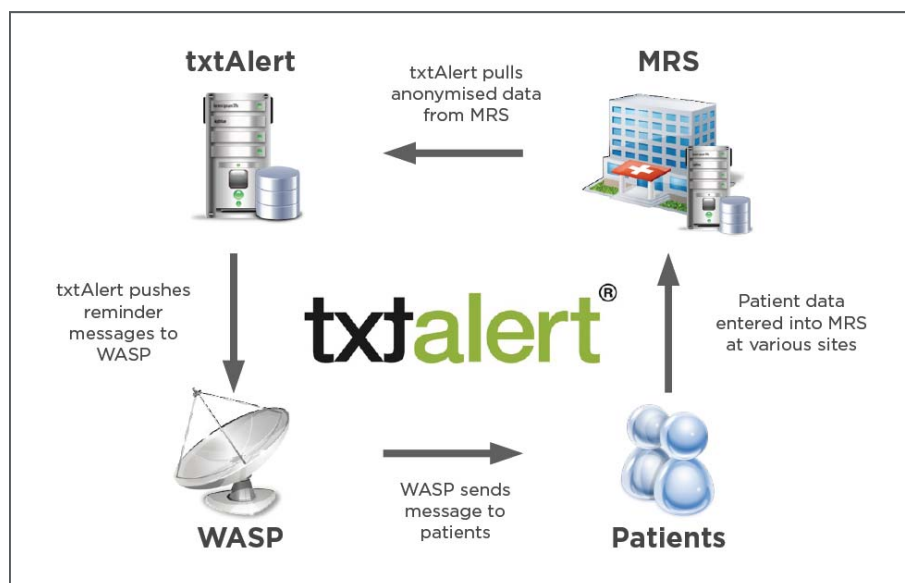 txtAlert
txtAlert pulls
anonymised data
from MRS
MRS
txtAlert pushes
reminder
messages to
WASP
txtalert®
Patient data
entered into MRS
at various sites
WASP
WASP sends
message to
patients
Patients